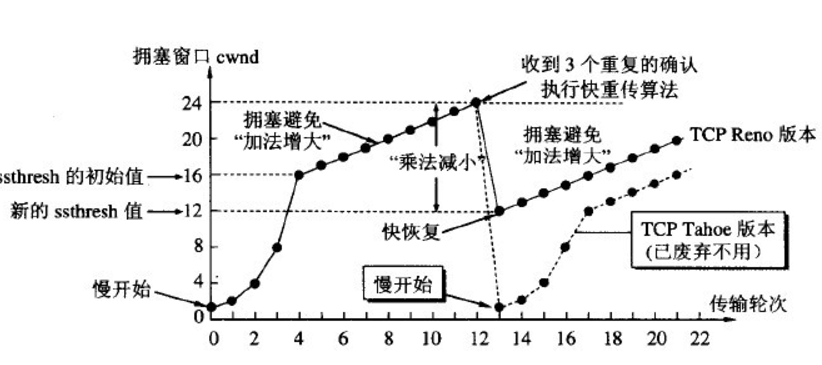 拥塞窗口 cwnd
收到 3 个重复的确认
执行快重传算法
24
拥塞避免
“加法增大”
拥塞避免
“加法增大”
TCP Reno 版本
20
“乘法减小”
ssthresh 的初始值
16
新的 ssthresh 值
12
快恢复
TCP Tahoe 版本
(已废弃不用)
8
慢开始
4
慢开始
传输轮次
0
0 2 4 6 8 10 12 14 16 18 20 22